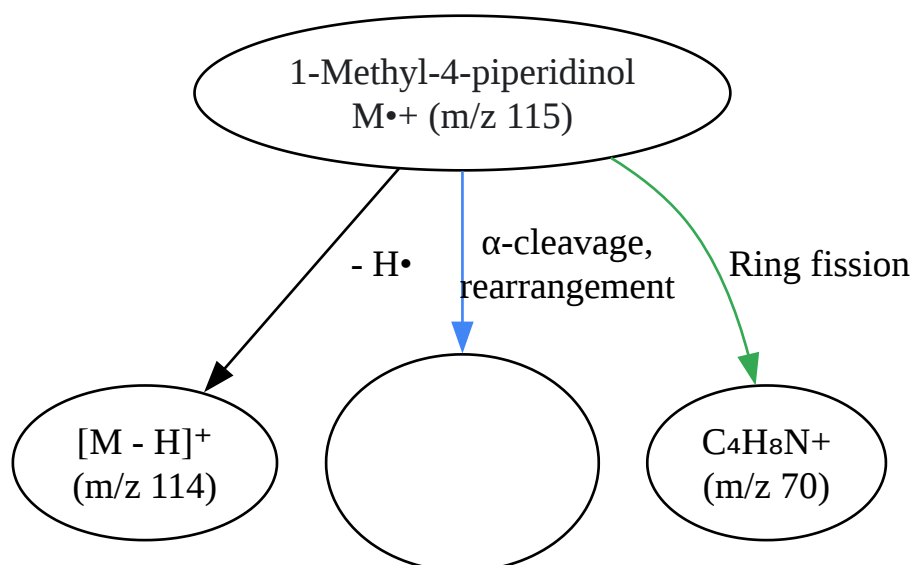 1-Methyl-4-piperidinol
M•+ (m/z 115)
- H•
α-cleavage,
rearrangement
Ring fission
[M - H]⁺
(m/z 114)
C₄H₈N+
(m/z 70)